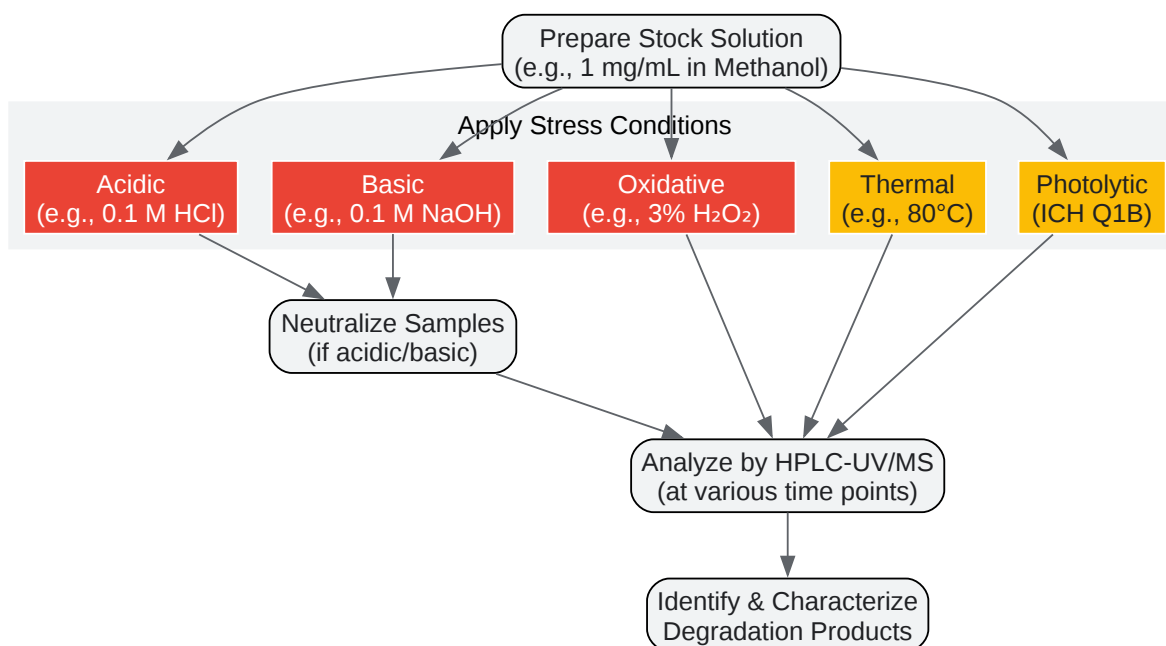 Prepare Stock Solution
(e.g., 1 mg/mL in Methanol)
Apply Stress Conditions
Acidic
(e.g., 0.1 M HCl)
Basic
(e.g., 0.1 M NaOH)
Oxidative
(e.g., 3% H₂O₂)
Thermal
(e.g., 80°C)
Photolytic
(ICH Q1B)
Neutralize Samples
(if acidic/basic)
Analyze by HPLC-UV/MS
(at various time points)
Identify & Characterize
Degradation Products